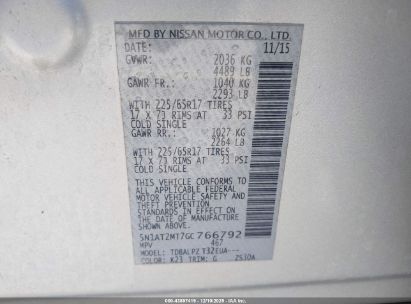 MFD BY NISSAN MOTOR CO., LTD.
DATE: 11/15
GVWR: 2036 KG
4489 LB
GAWR FR.: 1040 KG
2293 LB
WITH 225/65R17 TIRES
17 X 7J RIMS AT 33 PSI
COLD SINGLE
GAWR RR.: 1027 KG
2264 LB
WITH 225/65R17 TIRES
17 X 7J RIMS AT 33 PSI
COLD SINGLE
THIS VEHICLE CONFORMS TO
ALL APPLICABLE FEDERAL
MOTOR VEHICLE SAFETY
AND THEFT PREVENTION
STANDARDS IN EFFECT ON
THE DATE OF MANUFACTURE
SHOWN ABOVE.
5N1AT2MT7GC766792
MPV 467
MODEL: TDBALPZ T32EUA---
COLOR: K23 TRIM: G